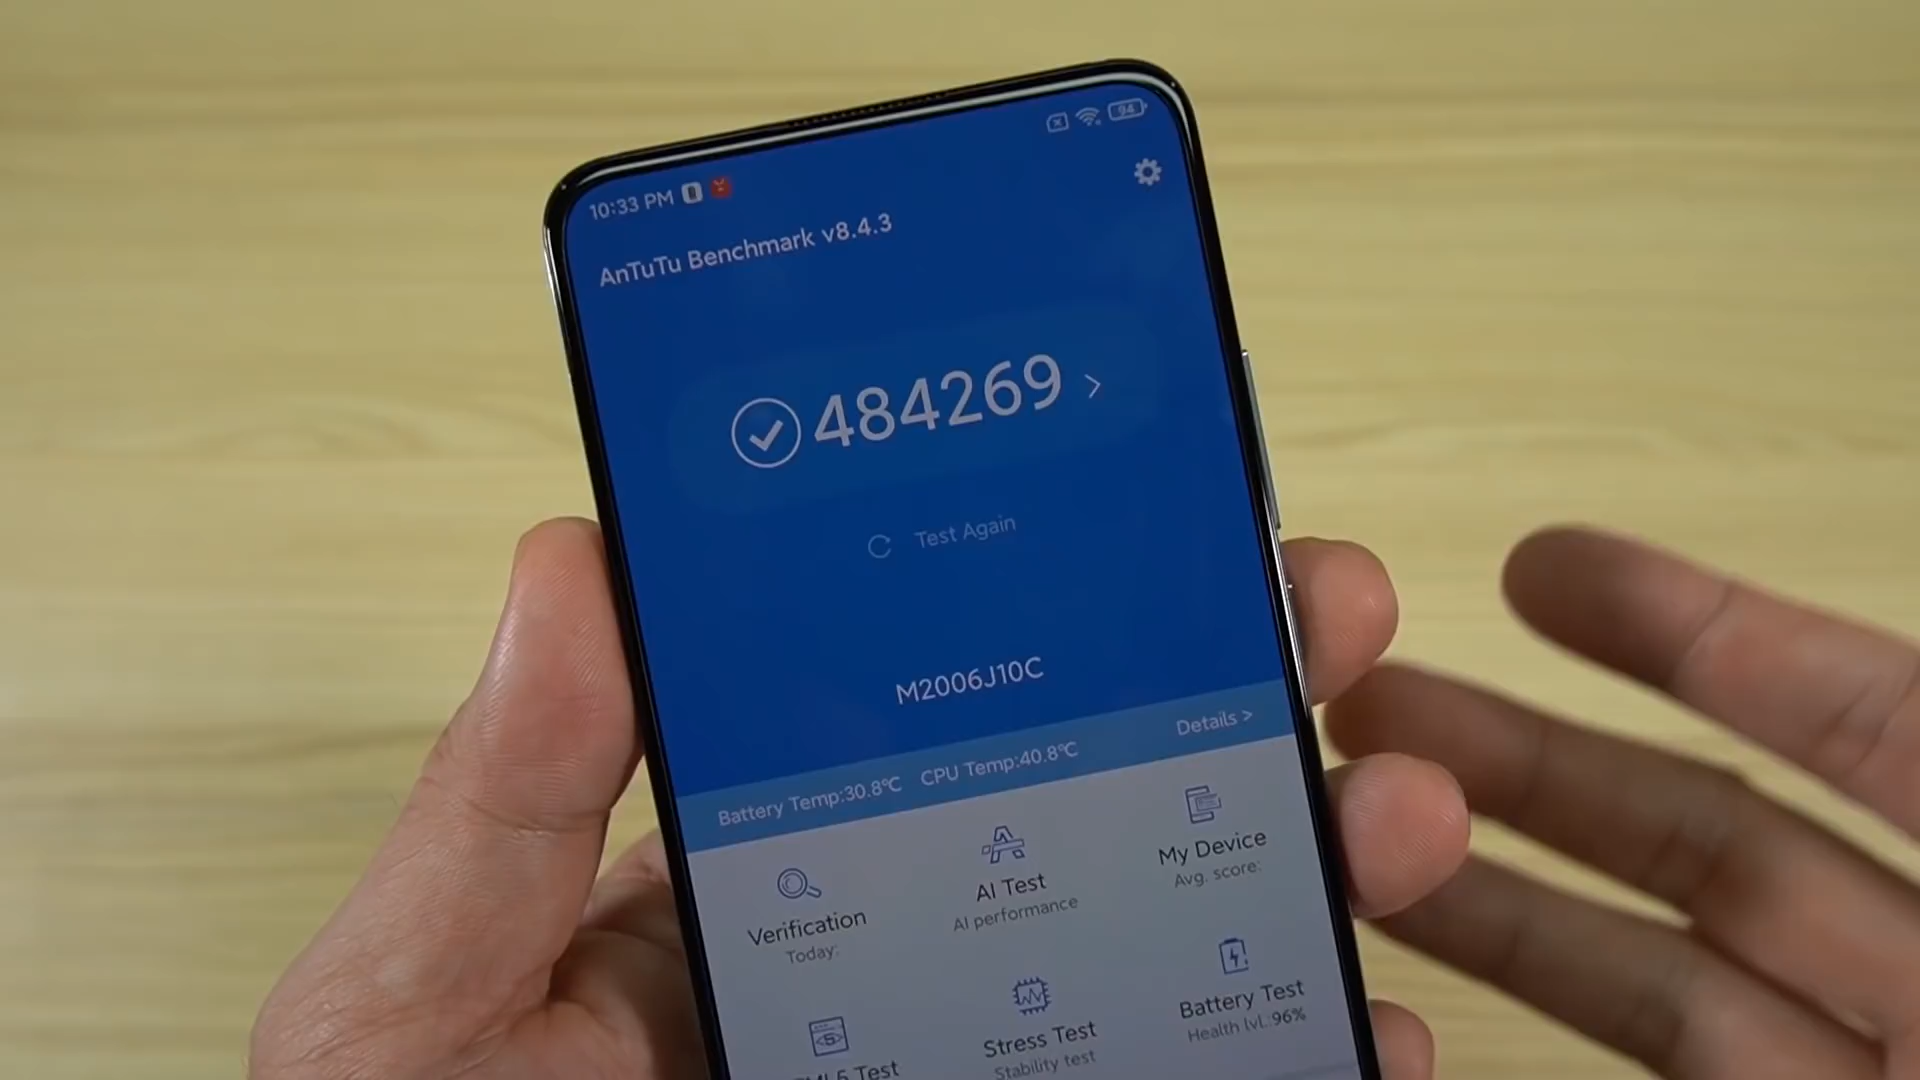 10:33 PM
94
AnTuTu Benchmark v8.4.3
484269 >
Test Again
M2006J10C
Battery Temp:30.8℃ CPU Temp:40.8℃ Details >
Verification
Today:
AI Test
AI performance
My Device
Avg. score:
Test
Stress Test
Stability test
Battery Test
Health lvl.:96%